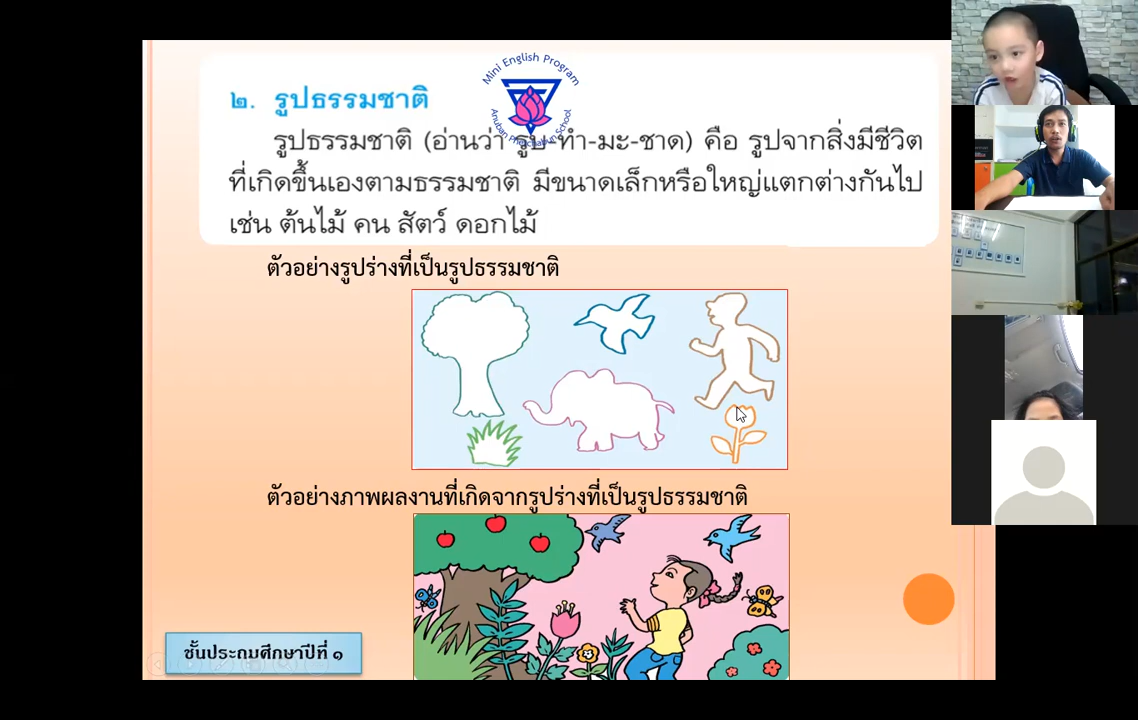 Mini English Program
Anuban Phetchabun School
๒. รูปธรรมชาติ
รูปธรรมชาติ (อ่านว่า รูบ-ทำ-มะ-ชาด) คือ รูปจากสิ่งมีชีวิต
ที่เกิดขึ้นเองตามธรรมชาติ มีขนาดเล็กหรือใหญ่แตกต่างกันไป
เช่น ต้นไม้ คน สัตว์ ดอกไม้
ตัวอย่างรูปร่างที่เป็นรูปธรรมชาติ
ตัวอย่างภาพผลงานที่เกิดจากรูปร่างที่เป็นรูปธรรมชาติ
ชั้นประถมศึกษาปีที่ ๑